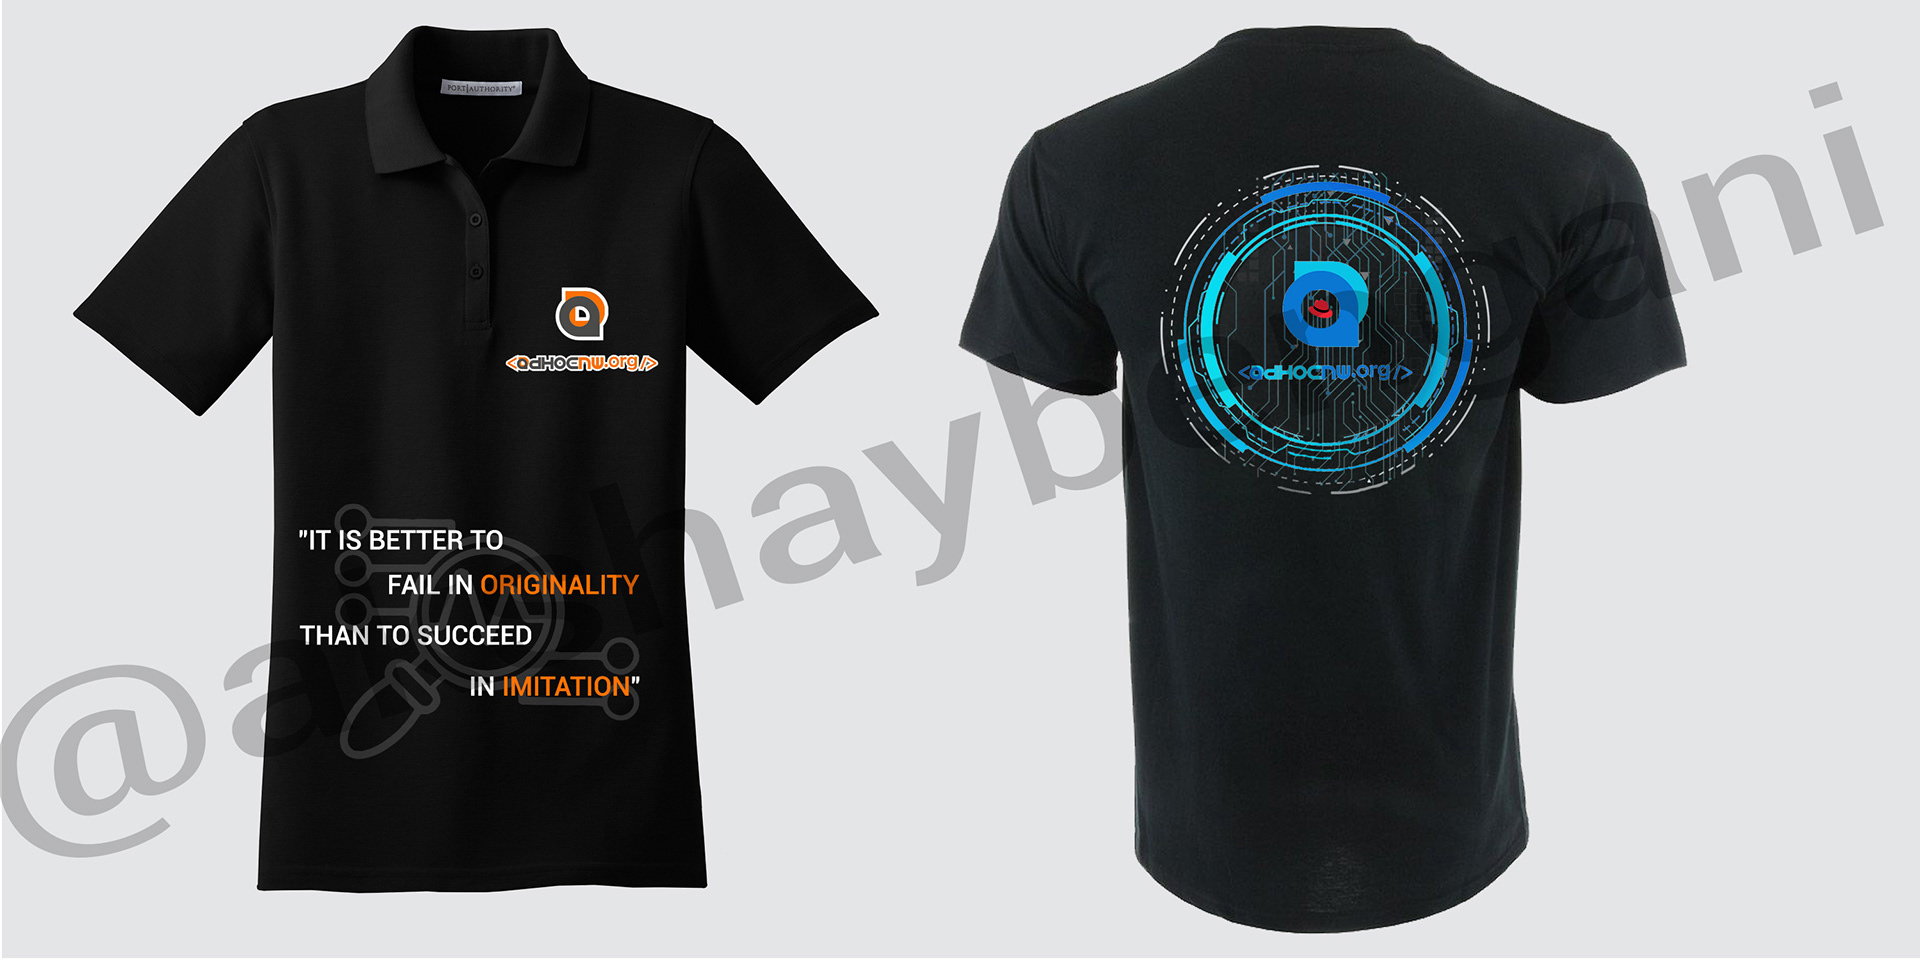 PORT AUTHORITY®
<adHOCNW.org/>
"IT IS BETTER TO
FAIL IN ORIGINALITY
THAN TO SUCCEED
IN IMITATION"
<adHOCNW.org/>